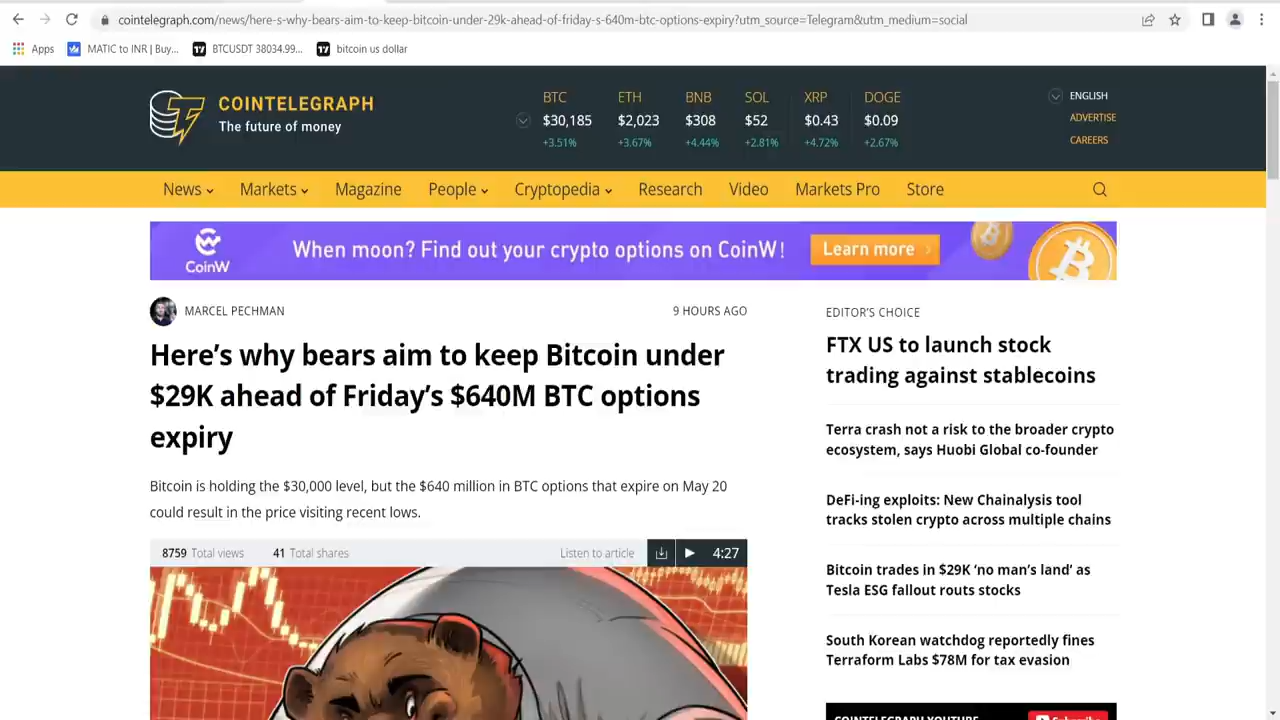 cointelegraph.com/news/here-s-why-bears-aim-to-keep-bitcoin-under-29k-ahead-of-friday-s-640m-btc-options-expiry?utm_source=Telegram&utm_medium=social
Apps MATIC to INR | Buy... BTCUSDT 38034.99... bitcoin us dollar
COINTELEGRAPH
The future of money
BTC ETH BNB SOL XRP DOGE
$30,185 $2,023 $308 $52 $0.43 $0.09
+3.51% +3.67% +4.44% +2.81% +4.72% +2.67%
ENGLISH
ADVERTISE
CAREERS
News Markets Magazine People Cryptopedia Research Video Markets Pro Store
CoinW
When moon? Find out your crypto options on CoinW!
Learn more
MARCEL PECHMAN 9 HOURS AGO
Here's why bears aim to keep Bitcoin under
$29K ahead of Friday's $640M BTC options
expiry
Bitcoin is holding the $30,000 level, but the $640 million in BTC options that expire on May 20
could result in the price visiting recent lows.
8759 Total views 41 Total shares Listen to article 4:27
EDITOR'S CHOICE
FTX US to launch stock
trading against stablecoins
Terra crash not a risk to the broader crypto
ecosystem, says Huobi Global co-founder
DeFi-ing exploits: New Chainalysis tool
tracks stolen crypto across multiple chains
Bitcoin trades in $29K 'no man's land' as
Tesla ESG fallout routs stocks
South Korean watchdog reportedly fines
Terraform Labs $78M for tax evasion
COINTELEGRAPH YOUTUBE Subscribe